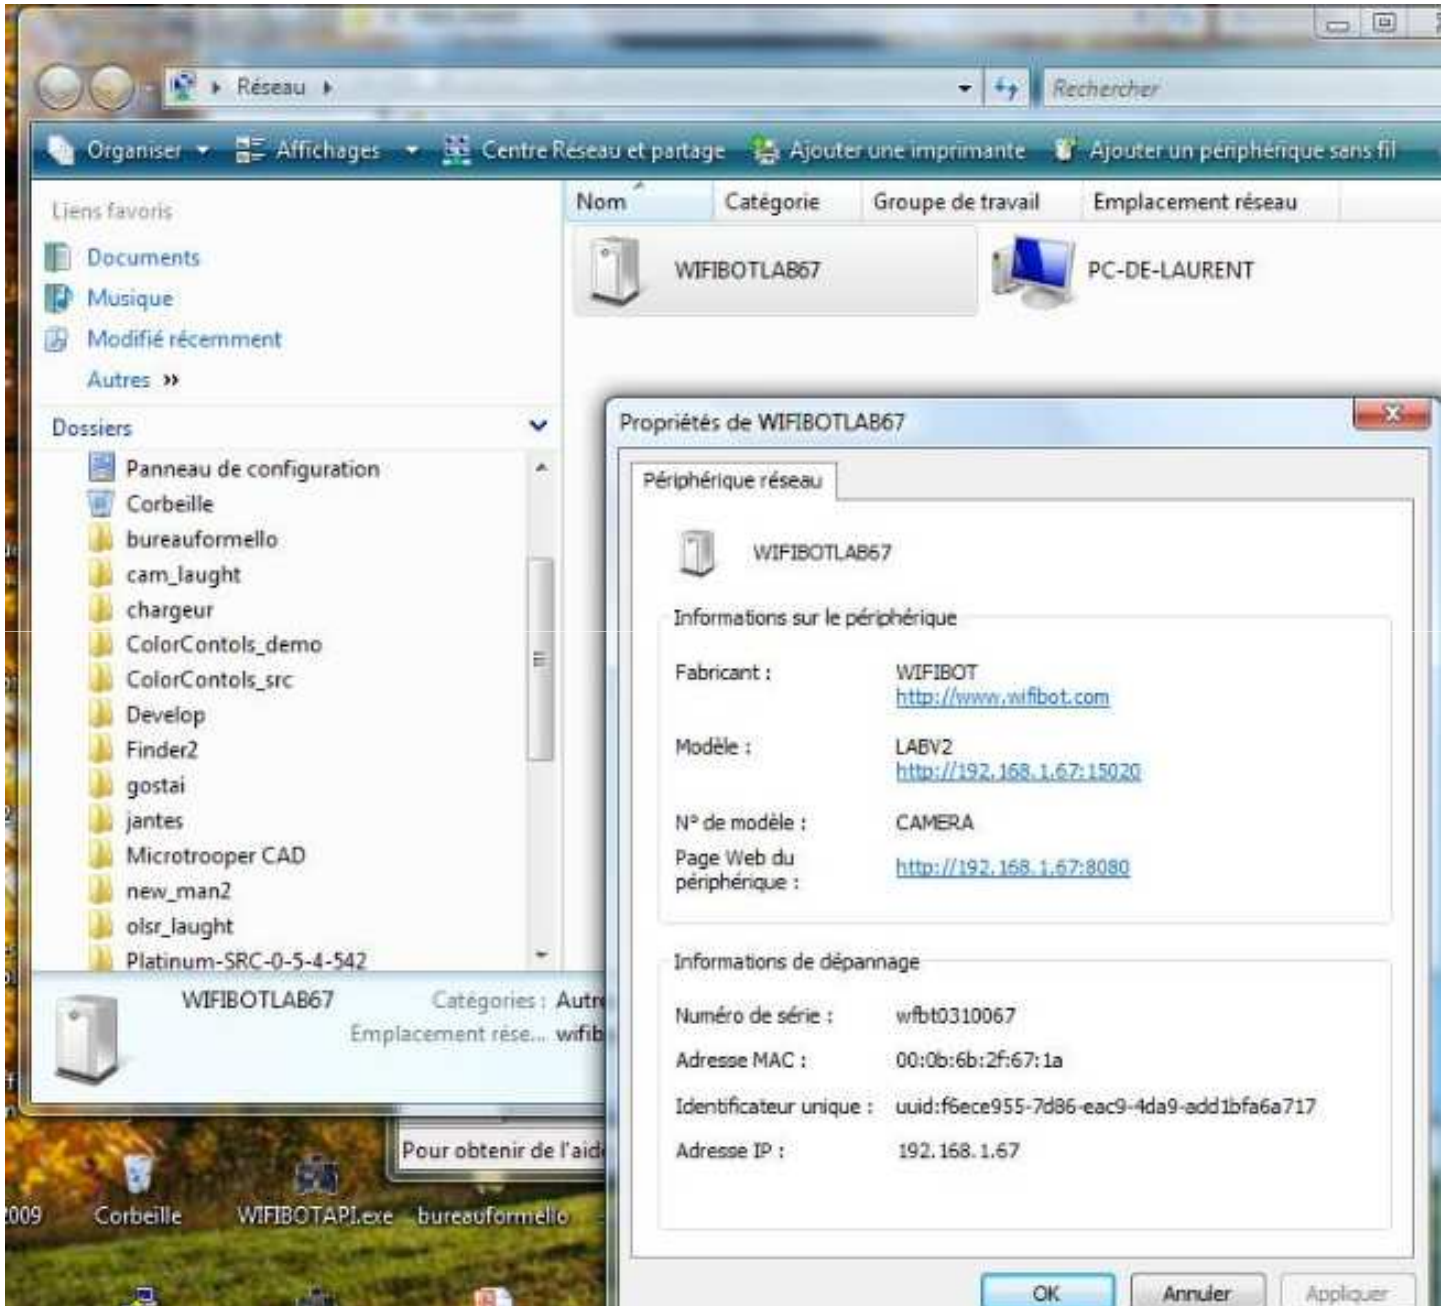 Réseau
Rechercher
Organiser Affichages Centre Réseau et partage Ajouter une imprimante Ajouter un périphérique sans fil
Liens favoris
Documents
Musique
Modifié récemment
Autres »
Nom Catégorie Groupe de travail Emplacement réseau
WIFIBOTLAB67 PC-DE-LAURENT
Dossiers
Panneau de configuration
Corbeille
bureauformello
cam_laught
chargeur
ColorContols_demo
ColorContols_src
Develop
Finder2
gostai
jantes
Microtrooper CAD
new_man2
olsr_laught
Platinum-SRC-0-5-4-542
WIFIBOTLAB67 Catégories : Autre
Emplacement rése... wifib
Propriétés de WIFIBOTLAB67
Périphérique réseau
WIFIBOTLAB67
Informations sur le périphérique
Fabricant : WIFIBOT
http://www.wifibot.com
Modèle : LABV2
http://192.168.1.67:15020
N° de modèle : CAMERA
Page Web du
périphérique : http://192.168.1.67:8080
Informations de dépannage
Numéro de série : wfbt0310067
Adresse MAC : 00:0b:6b:2f:67:1a
Identificateur unique : uuid:f6ece955-7d86-eac9-4da9-add1bfa6a717
Adresse IP : 192.168.1.67
OK Annuler Appliquer
Pour obtenir de l'aide
2009 Corbeille WIFIBOTAPI.exe bureauformello